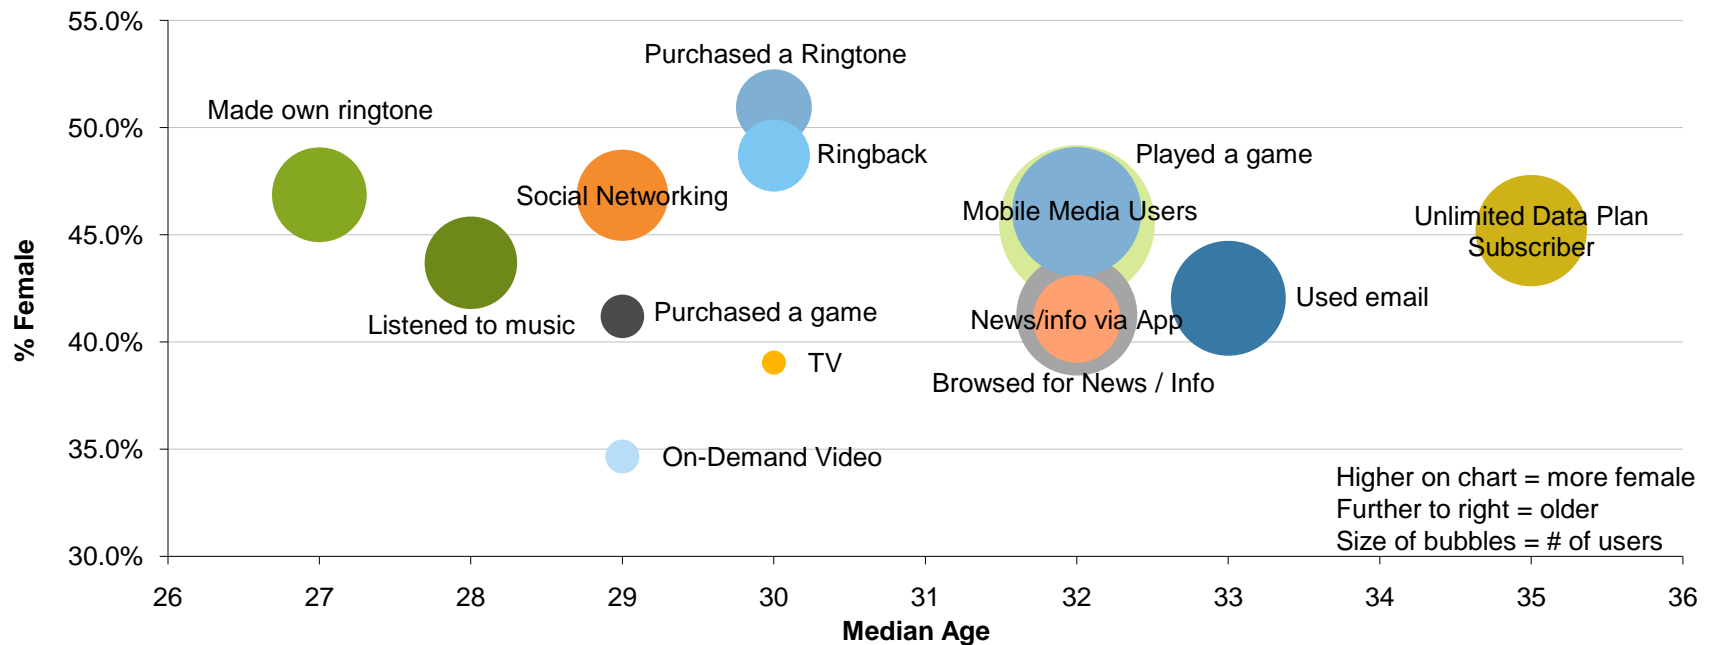 55.0%
Purchased a Ringtone
Made own ringtone
50.0%
Ringback
Played a game
Social Networking
Mobile Media Users
Unlimited Data Plan
Subscriber
45.0%
% Female
Used email
Purchased a game
News/info via App
Listened to music
40.0%
TV
Browsed for News / Info
35.0%
On-Demand Video
Higher on chart = more female
Further to right = older
Size of bubbles = # of users
30.0%
26 27 28 29 30 31 32 33 34 35 36
Median Age